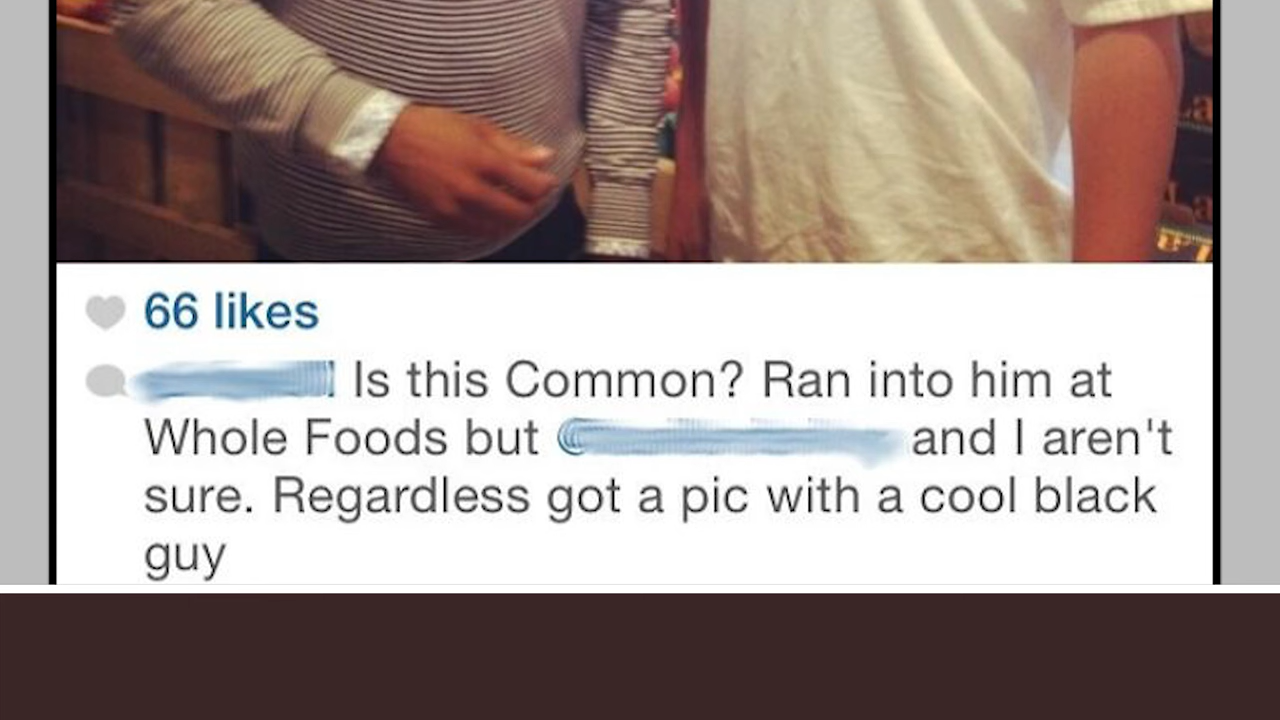 66 likes
Is this Common? Ran into him at
Whole Foods but and I aren't
sure. Regardless got a pic with a cool black
guy